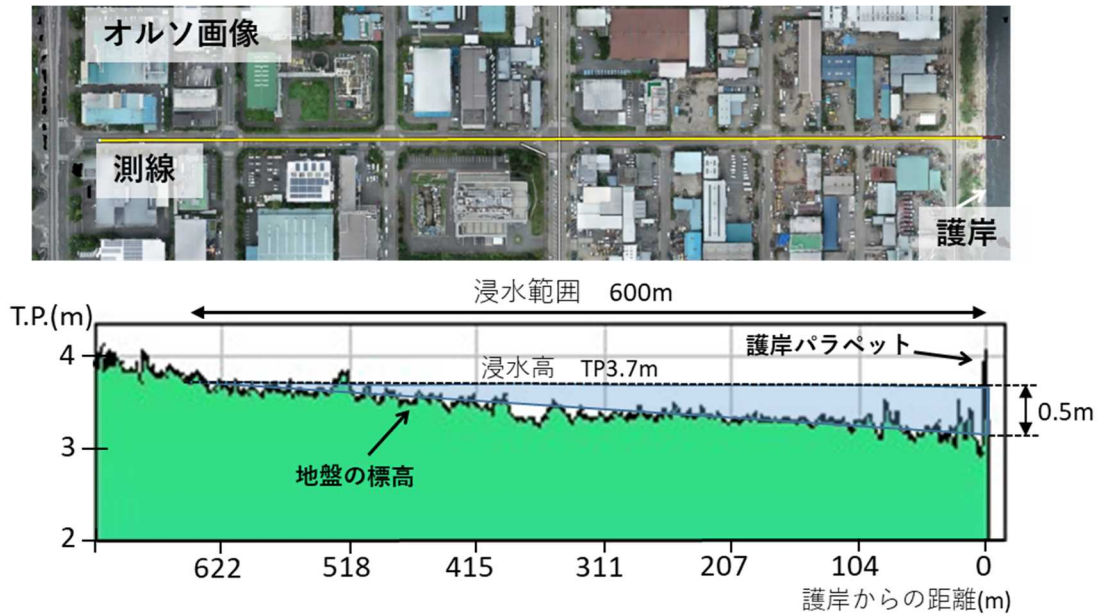 オルソ画像
測線
護岸
浸水範囲 600m
T.P.(m)
護岸パラペット
4
浸水高 TP3.7m
0.5m
3
地盤の標高
2
622 518 415 311 207 104 0
護岸からの距離(m)